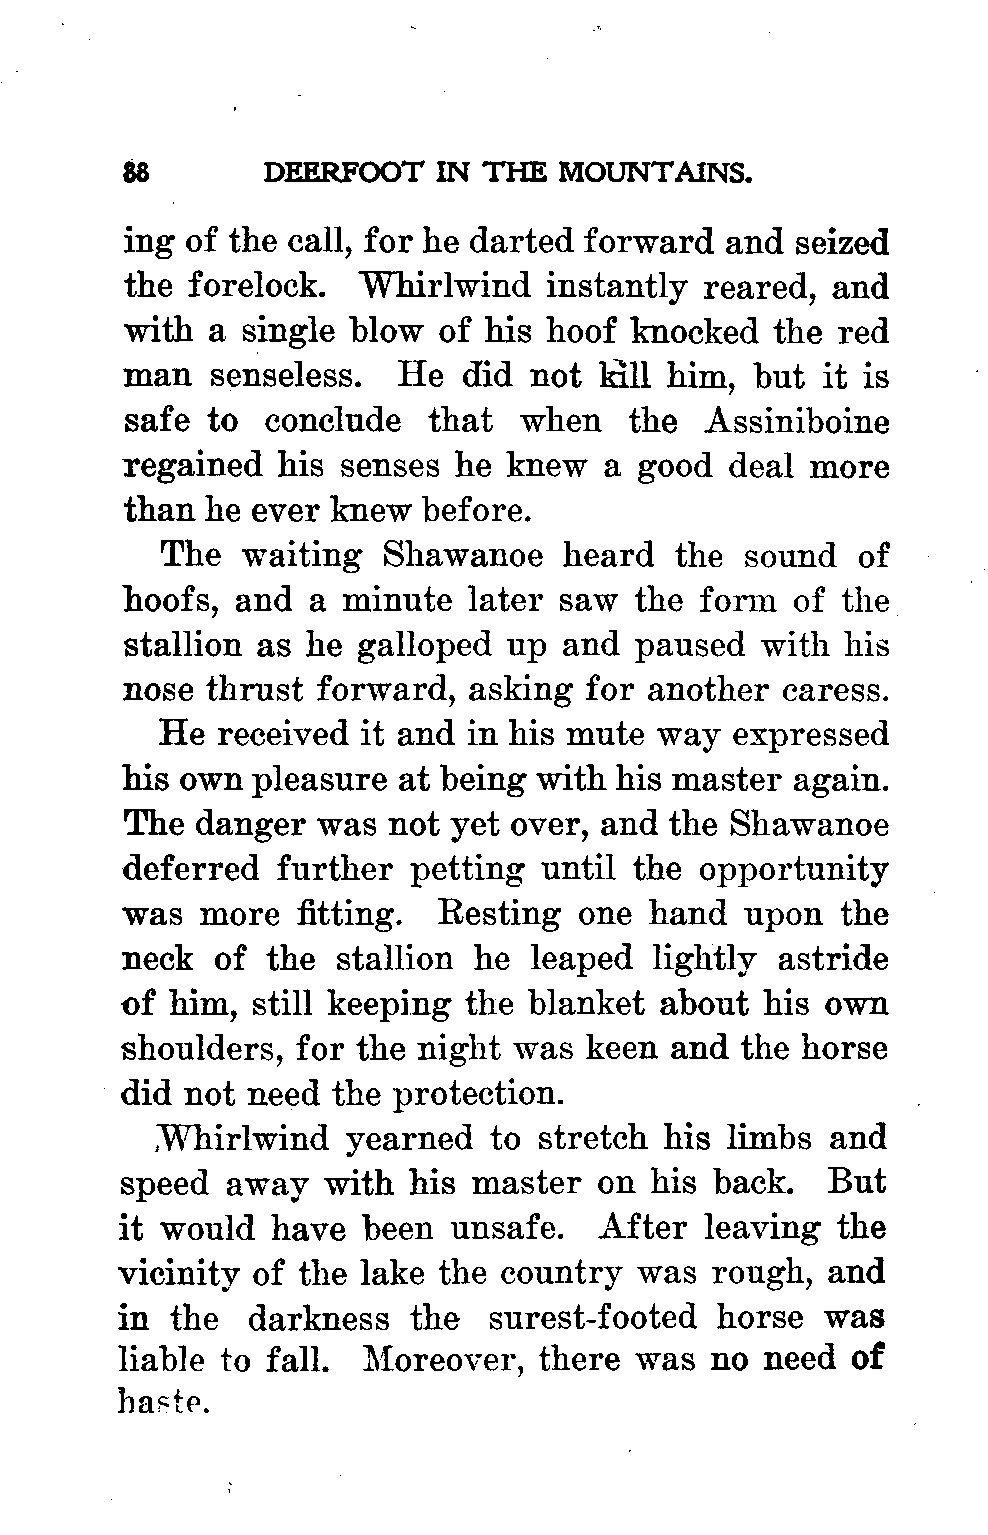 88 DEERFOOT IN THE MOUNTAINS.
ing of the call, for he darted forward and seized
the forelock. Whirlwind instantly reared, and
with a single blow of his hoof knocked the red
man senseless. He did not kill him, but it is
safe to conclude that when the Assiniboine
regained his senses he knew a good deal more
than he ever knew before.
The waiting Shawanoe heard the sound of
hoofs, and a minute later saw the form of the
stallion as he galloped up and paused with his
nose thrust forward, asking for another caress.
He received it and in his mute way expressed
his own pleasure at being with his master again.
The danger was not yet over, and the Shawanoe
deferred further petting until the opportunity
was more fitting. Resting one hand upon the
neck of the stallion he leaped lightly astride
of him, still keeping the blanket about his own
shoulders, for the night was keen and the horse
did not need the protection.
Whirlwind yearned to stretch his limbs and
speed away with his master on his back. But
it would have been unsafe. After leaving the
vicinity of the lake the country was rough, and
in the darkness the surest-footed horse was
liable to fall. Moreover, there was no need of
haste.